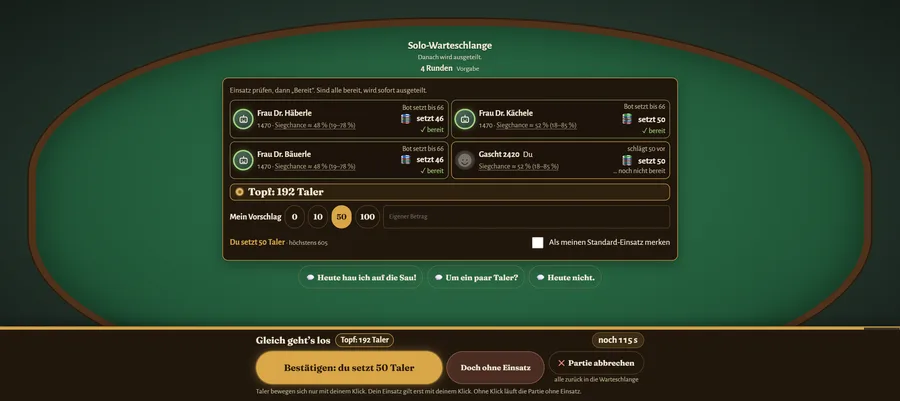 Solo-Warteschlange
Danach wird ausgeteilt.
4 Runden Vorgabe
Einsatz prüfen, dann „Bereit“. Sind alle bereit, wird sofort ausgeteilt.
Frau Dr. Häberle
1470 · Siegchance ≈ 48 % (19–78 %)
Bot setzt bis 66
setzt 46
✓ bereit
Frau Dr. Kächele
1470 · Siegchance ≈ 52 % (18–85 %)
Bot setzt bis 66
setzt 50
✓ bereit
Frau Dr. Bäuerle
1470 · Siegchance ≈ 48 % (19–78 %)
Bot setzt bis 66
setzt 46
✓ bereit
Gascht 2420 Du
Siegchance ≈ 52 % (18–85 %)
schlägt 50 vor
setzt 50
… noch nicht bereit
Topf: 192 Taler
Mein Vorschlag 0 10 50 100 Eigener Betrag
Du setzt 50 Taler · höchstens 605
Als meinen Standard-Einsatz merken
Heute hau ich auf die Sau! Um ein paar Taler? Heute nicht.
Gleich geht's los Topf: 192 Taler
noch 115 s
Bestätigen: du setzt 50 Taler
Doch ohne Einsatz
Partie abbrechen
alle zurück in die Warteschlange
Taler bewegen sich nur mit deinem Klick. Dein Einsatz gilt erst mit deinem Klick. Ohne Klick läuft die Partie ohne Einsatz.